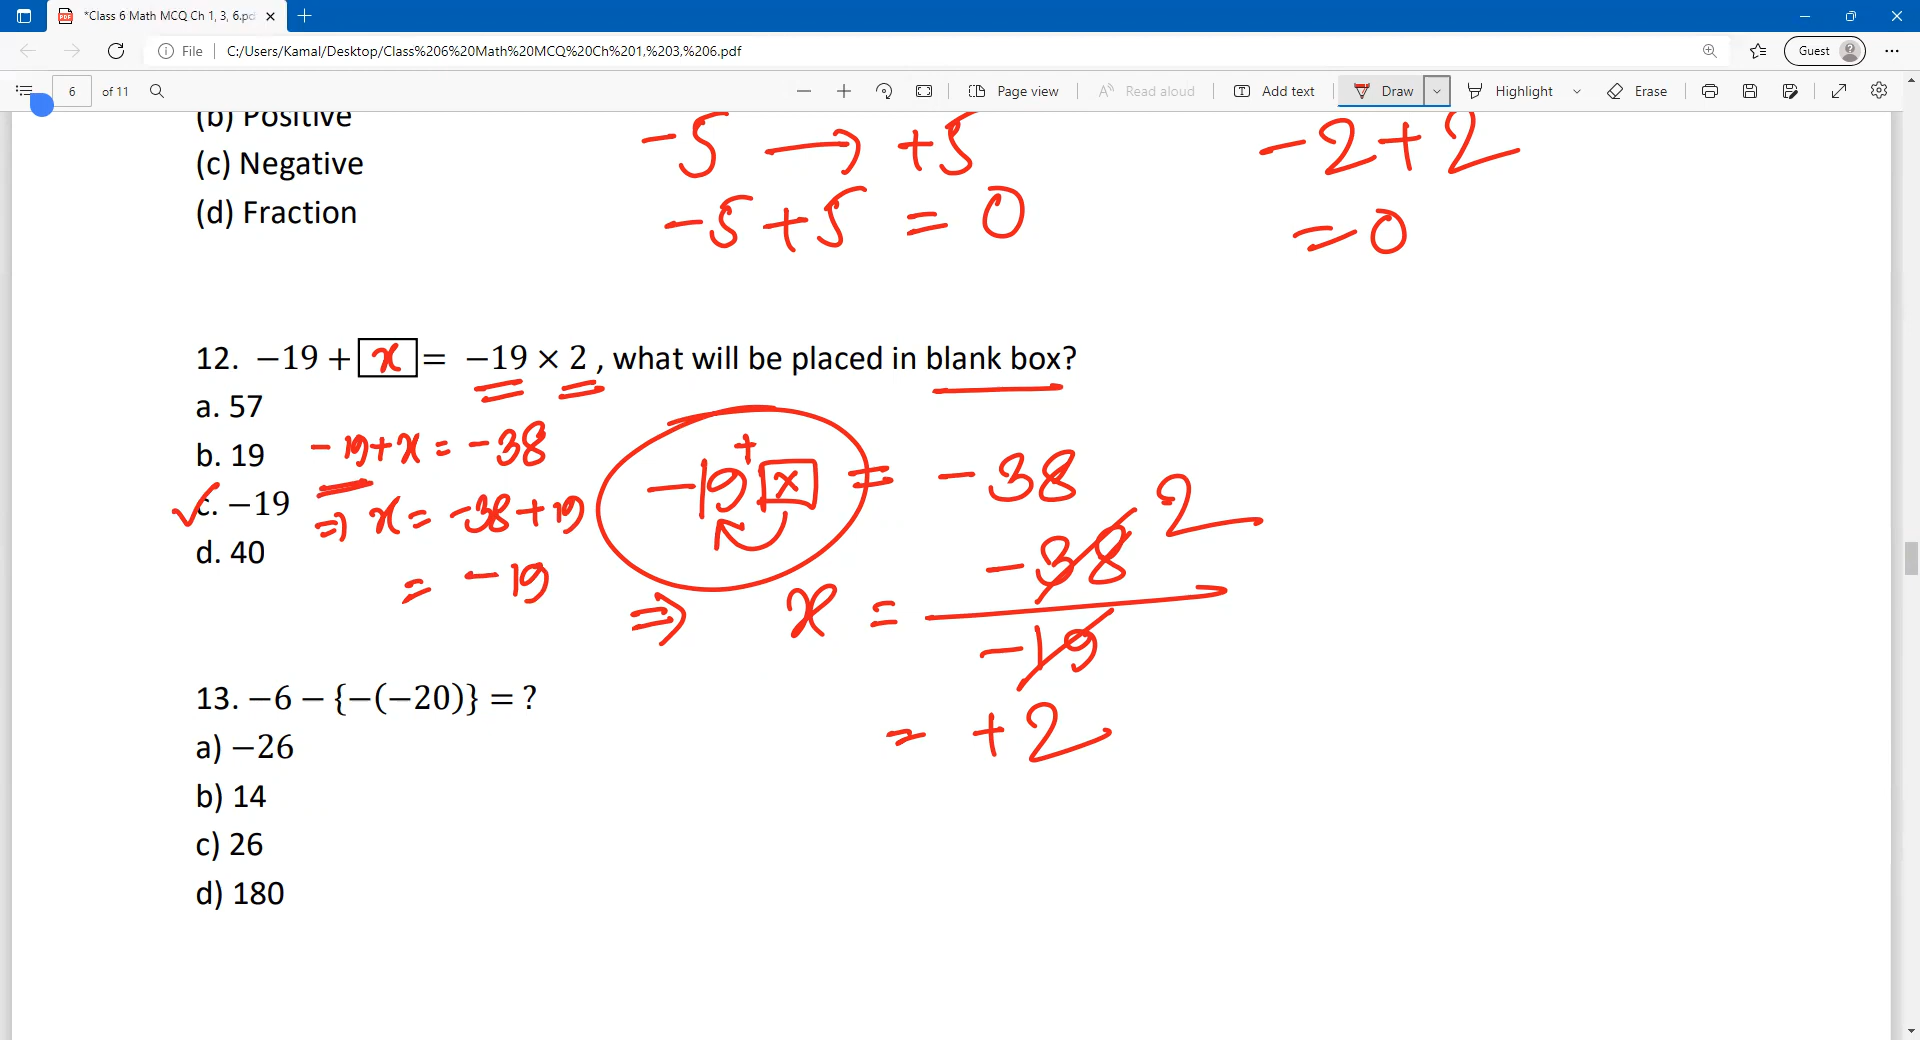 *Class 6 Math MCQ Ch 1, 3, 6.pd
File C:/Users/Kamal/Desktop/Class%206%20Math%20MCQ%20Ch%201,%203,%206.pdf Guest
6 of 11 Page view Read aloud Add text Draw Highlight Erase
(b) Positive
(c) Negative
(d) Fraction
-5 → +5
-5 + 5 = 0
-2 + 2
= 0
12. −19 + x = −19 × 2 , what will be placed in blank box?
a. 57
b. 19
c. −19
d. 40
-19 + x = -38
⇒ x = -38 + 19
= -19
-19 + x = -38
⇒ x = -38 / -19 2
= +2
13. −6 − {−(−20)} = ?
a) −26
b) 14
c) 26
d) 180